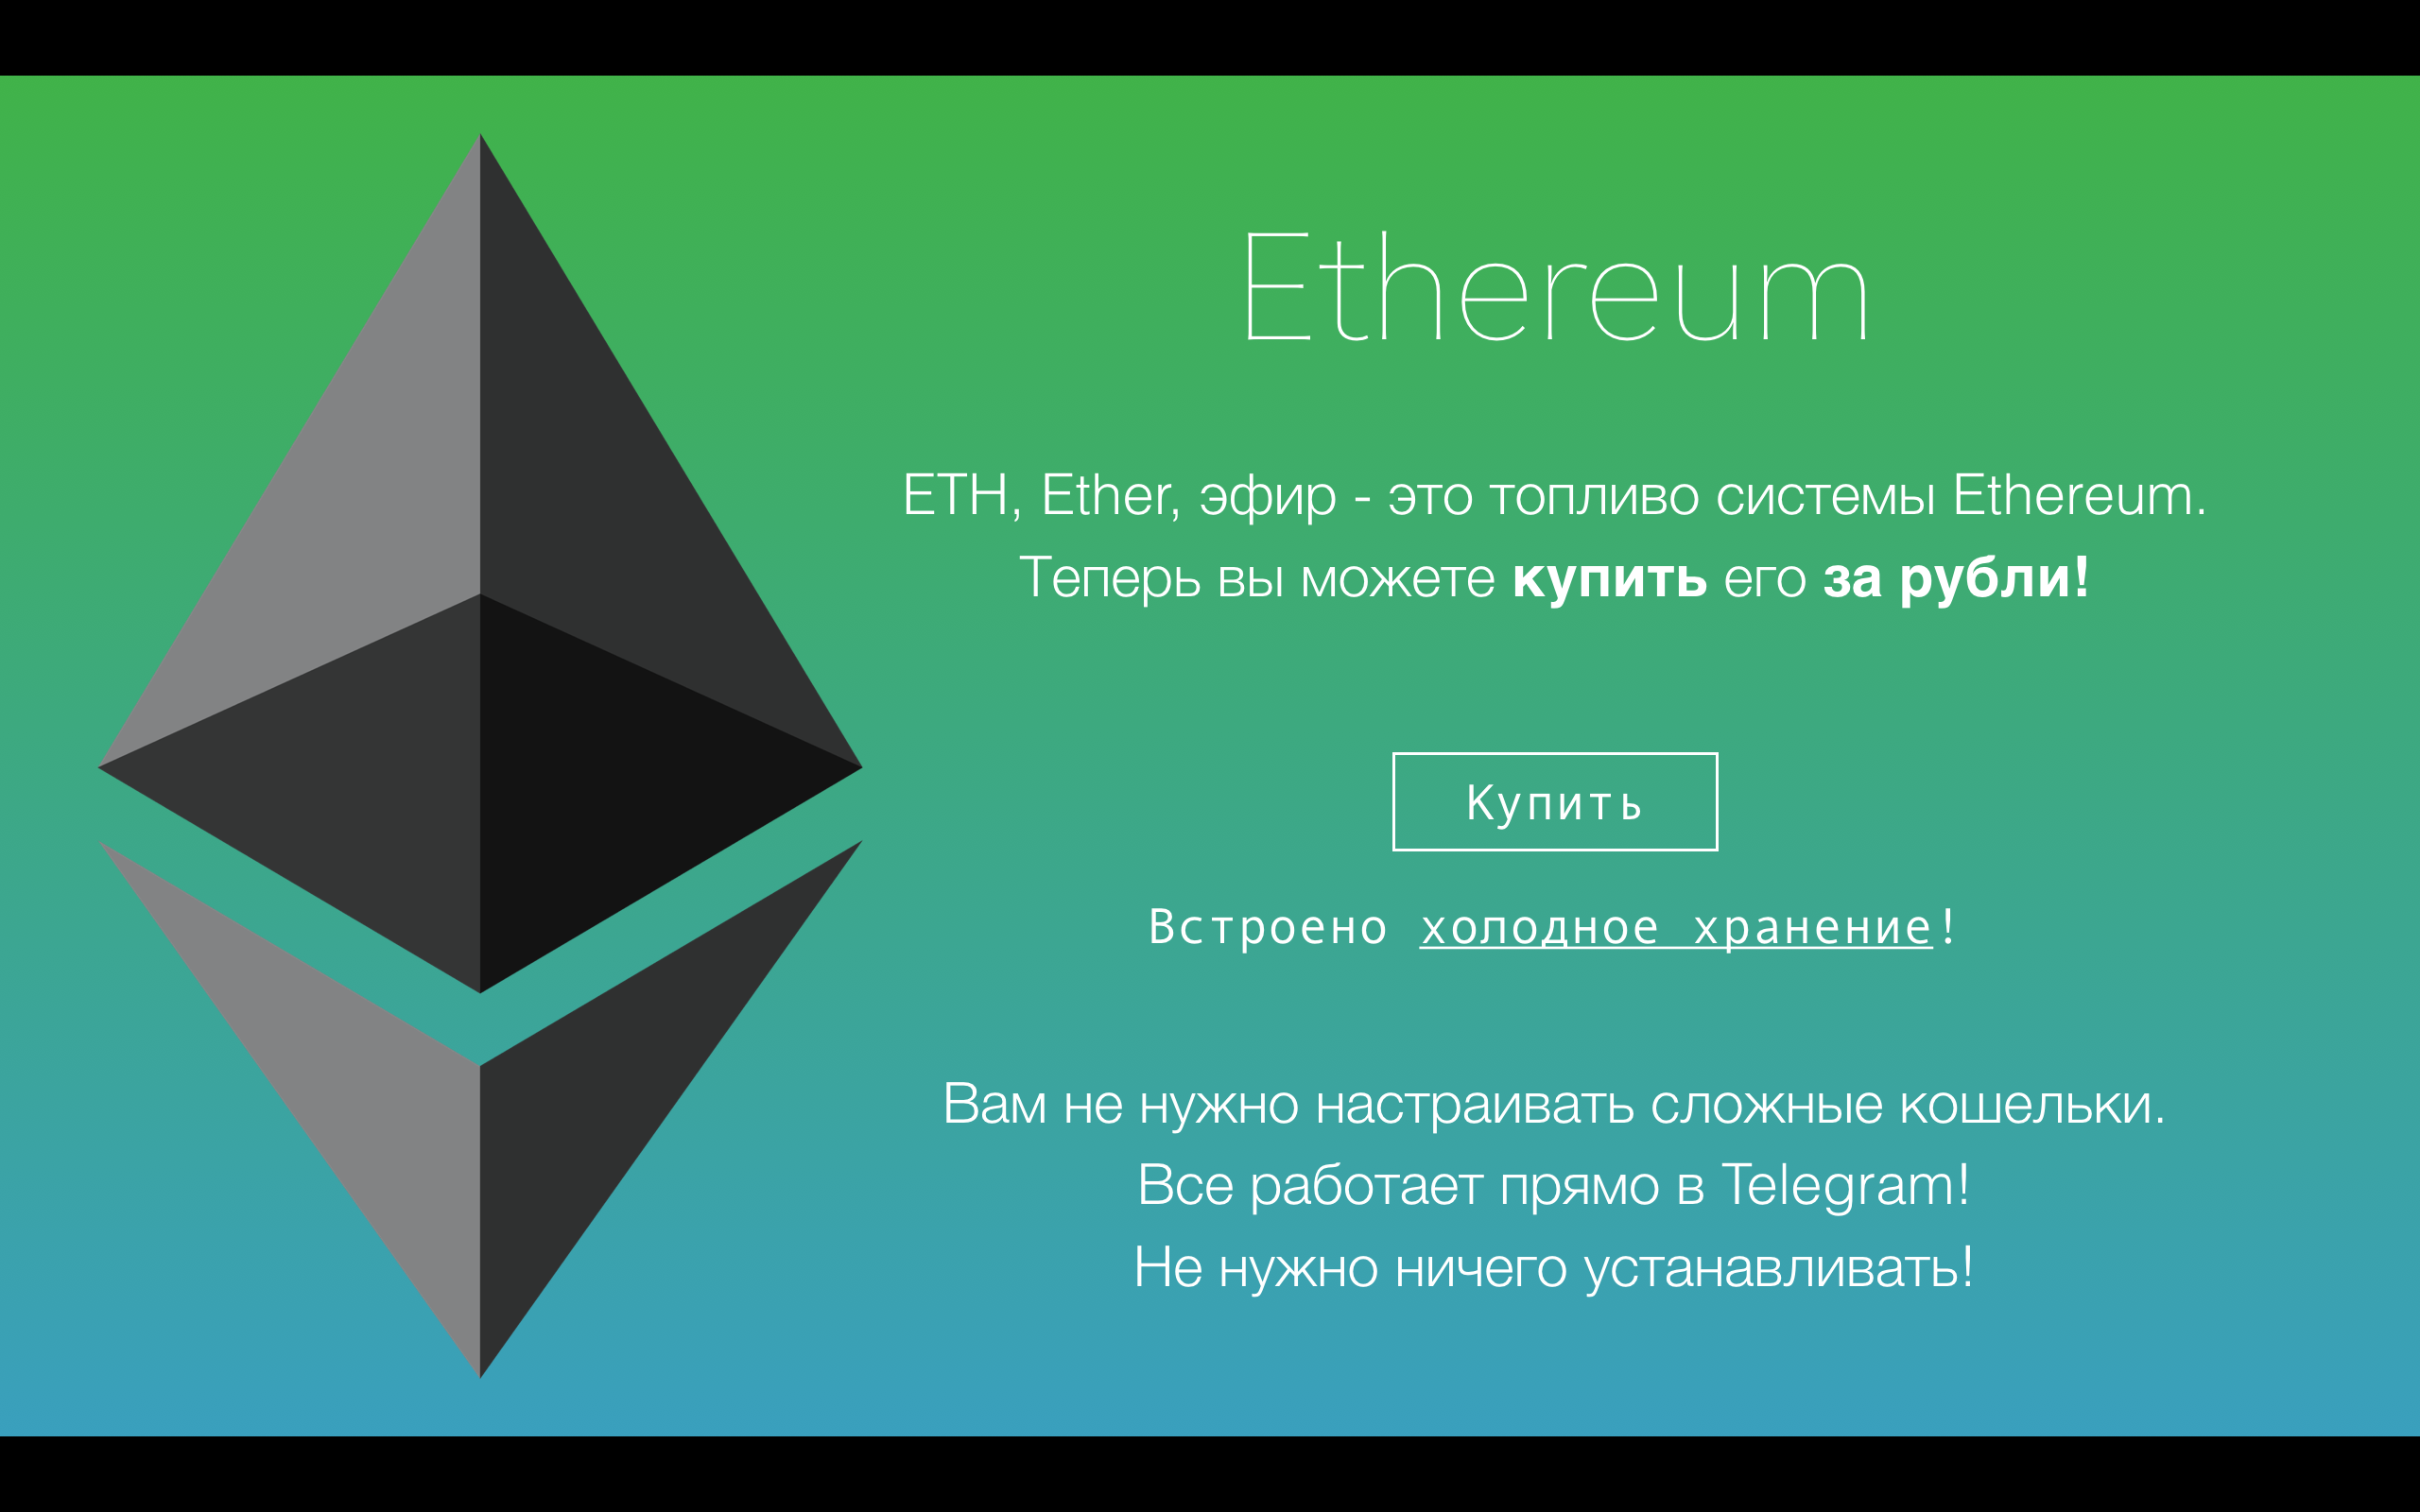 Ethereum
ETH, Ether, эфир - это топливо системы Ethereum.
Теперь вы можете купить его за рубли!
Купить
Встроено холодное хранение!
Вам не нужно настраивать сложные кошельки.
Все работает прямо в Telegram!
Не нужно ничего устанавливать!